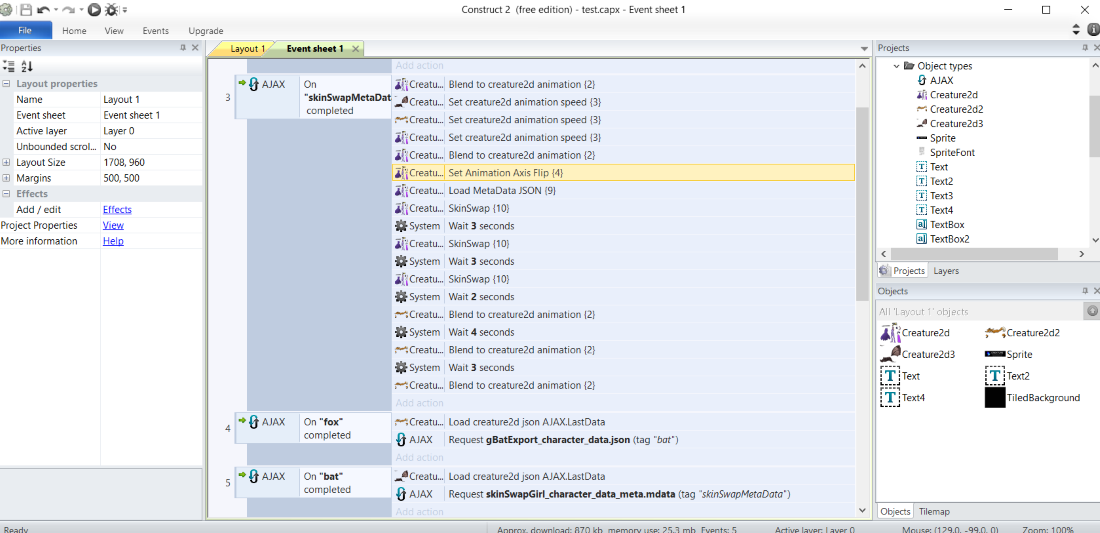 Construct 2 (free edition) - test.capx - Event sheet 1
File Home View Events Upgrade
Properties
Layout properties
Name Layout 1
Event sheet Event sheet 1
Active layer Layer 0
Unbounded scrol... No
Layout Size 1708, 960
Margins 500, 500
Effects
Add / edit Effects
Project Properties View
More information Help
Layout 1 Event sheet 1
Add action
3 AJAX On "skinSwapMetaDat
completed
Creatu... Blend to creature2d animation {2}
Creatu... Set creature2d animation speed {3}
Creatu... Set creature2d animation speed {3}
Creatu... Set creature2d animation speed {3}
Creatu... Blend to creature2d animation {2}
Creatu... Set Animation Axis Flip {4}
Creatu... Load MetaData JSON {9}
Creatu... SkinSwap {10}
System Wait 3 seconds
Creatu... SkinSwap {10}
System Wait 3 seconds
Creatu... SkinSwap {10}
System Wait 2 seconds
Creatu... Blend to creature2d animation {2}
System Wait 4 seconds
Creatu... Blend to creature2d animation {2}
System Wait 3 seconds
Creatu... Blend to creature2d animation {2}
Add action
4 AJAX On "fox" completed
Creatu... Load creature2d json AJAX.LastData
AJAX Request gBatExport_character_data.json (tag "bat")
Add action
5 AJAX On "bat" completed
Creatu... Load creature2d json AJAX.LastData
AJAX Request skinSwapGirl_character_data_meta.mdata (tag "skinSwapMetaData")
Add action
Projects
Object types
AJAX
Creature2d
Creature2d2
Creature2d3
Sprite
SpriteFont
Text
Text2
Text3
Text4
TextBox
TextBox2
Projects Layers
Objects
All 'Layout 1' objects
Creature2d Creature2d2
Creature2d3 Sprite
Text Text2
Text4 TiledBackground
Objects Tilemap
Ready Approx. download: 870 kb, memory use: 25.3 mb Events: 5 Active layer: Layer 0 Mouse: (129.0, -99.0, 0) Zoom: 100%